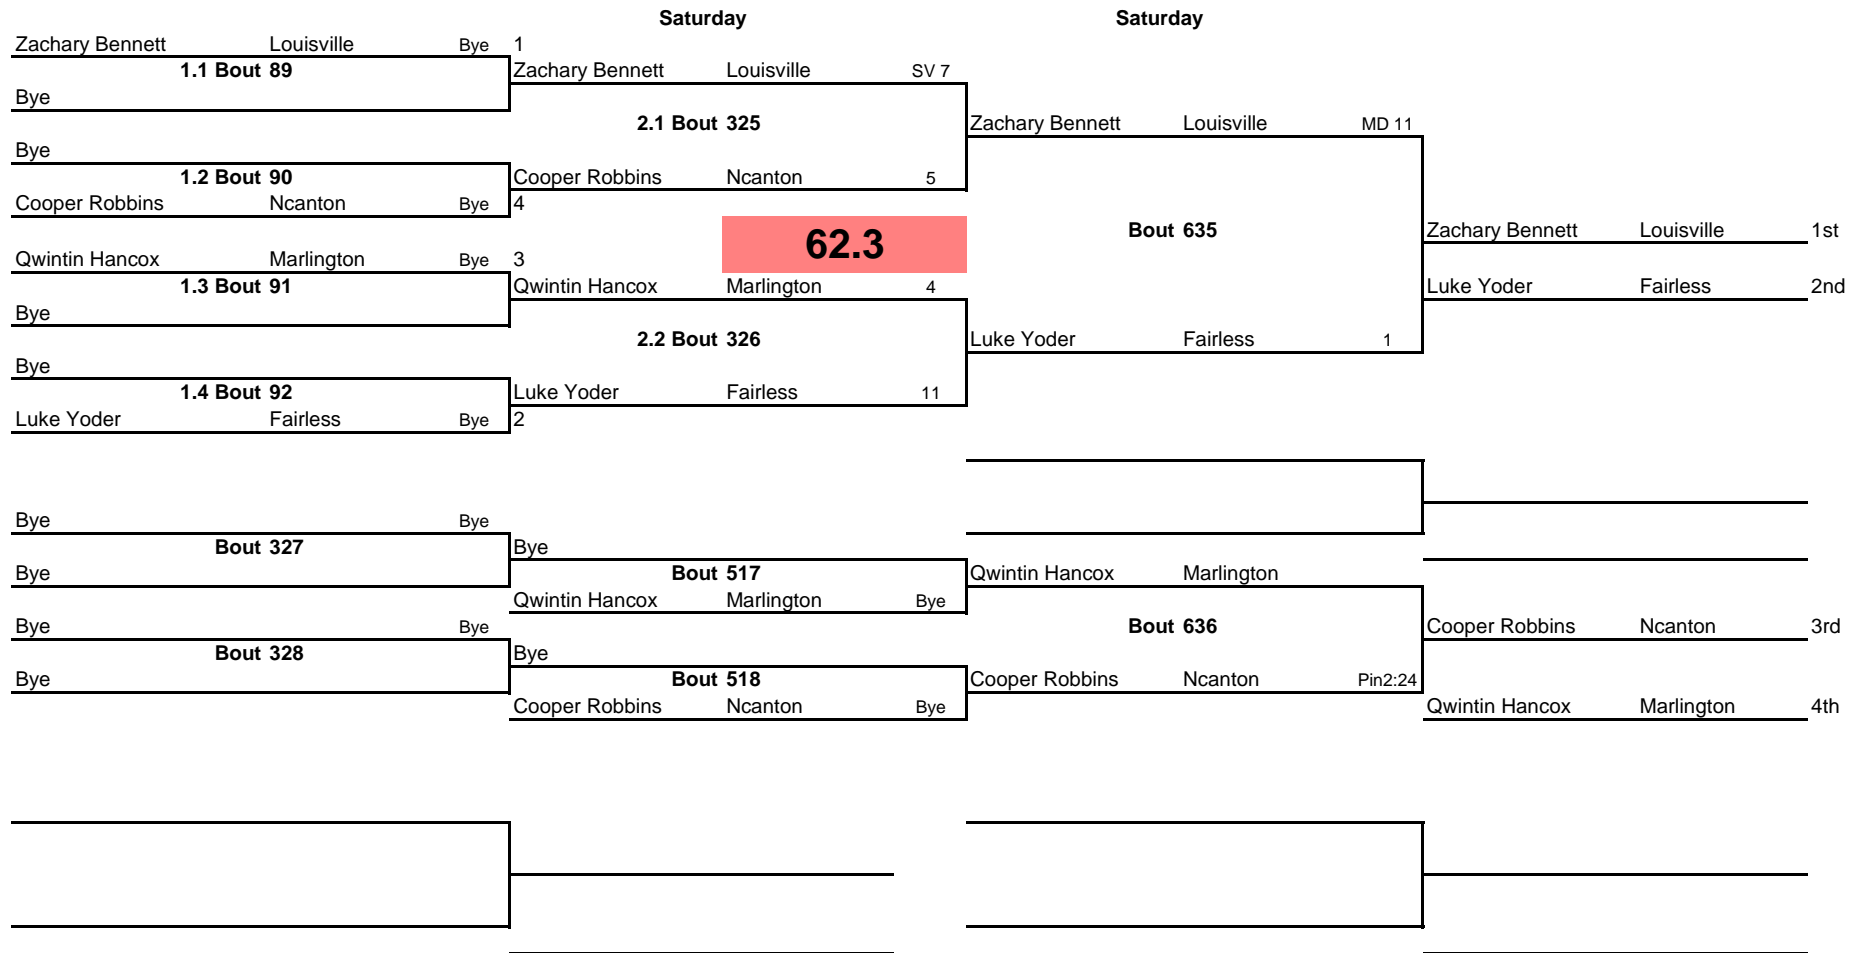 Saturday Saturday
Zachary Bennett Louisville Bye 1
1.1 Bout 89 Zachary Bennett Louisville SV 7
Bye
2.1 Bout 325 Zachary Bennett Louisville MD 11
Bye
1.2 Bout 90 Cooper Robbins Ncanton 5
Cooper Robbins Ncanton Bye 4
62.3 Bout 635 Zachary Bennett Louisville 1st
Qwintin Hancox Marlington Bye 3
1.3 Bout 91 Qwintin Hancox Marlington 4 Luke Yoder Fairless 2nd
Bye
2.2 Bout 326 Luke Yoder Fairless 1
Bye
1.4 Bout 92 Luke Yoder Fairless 11
Luke Yoder Fairless Bye 2
Bye Bye
Bout 327 Bye
Bye Bout 517 Qwintin Hancox Marlington
Qwintin Hancox Marlington Bye
Bye Bye Bout 636 Cooper Robbins Ncanton 3rd
Bout 328 Bye
Bye Bout 518 Cooper Robbins Ncanton Pin2:24
Cooper Robbins Ncanton Bye Qwintin Hancox Marlington 4th